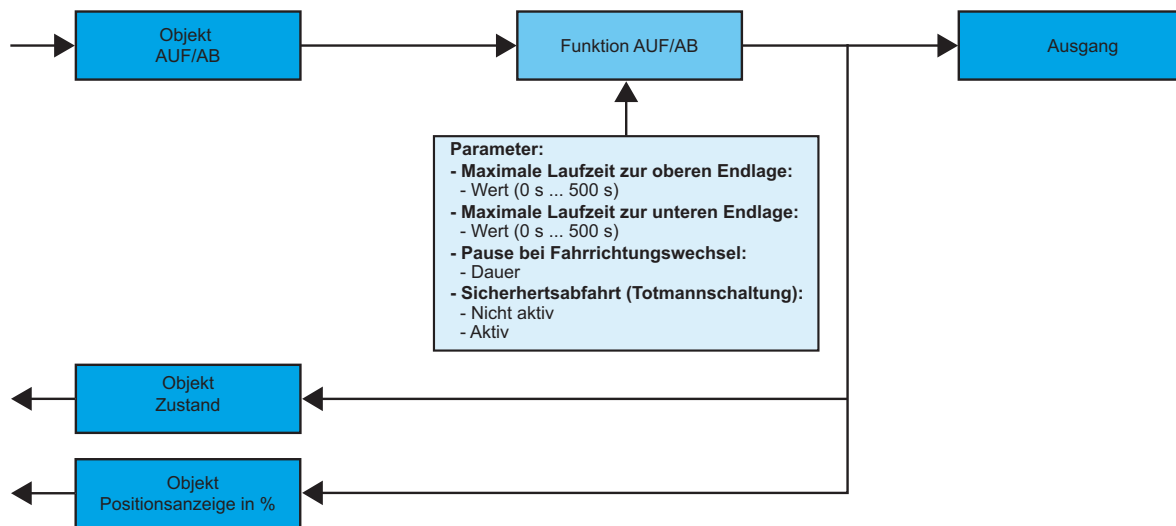 Objekt
AUF/AB
Funktion AUF/AB
Ausgang
Parameter:
- Maximale Laufzeit zur oberen Endlage:
- Wert (0 s ... 500 s)
- Maximale Laufzeit zur unteren Endlage:
- Wert (0 s ... 500 s)
- Pause bei Fahrrichtungswechsel:
- Dauer
- Sicherhertsabfahrt (Totmannschaltung):
- Nicht aktiv
- Aktiv
Objekt
Zustand
Objekt
Positionsanzeige in %